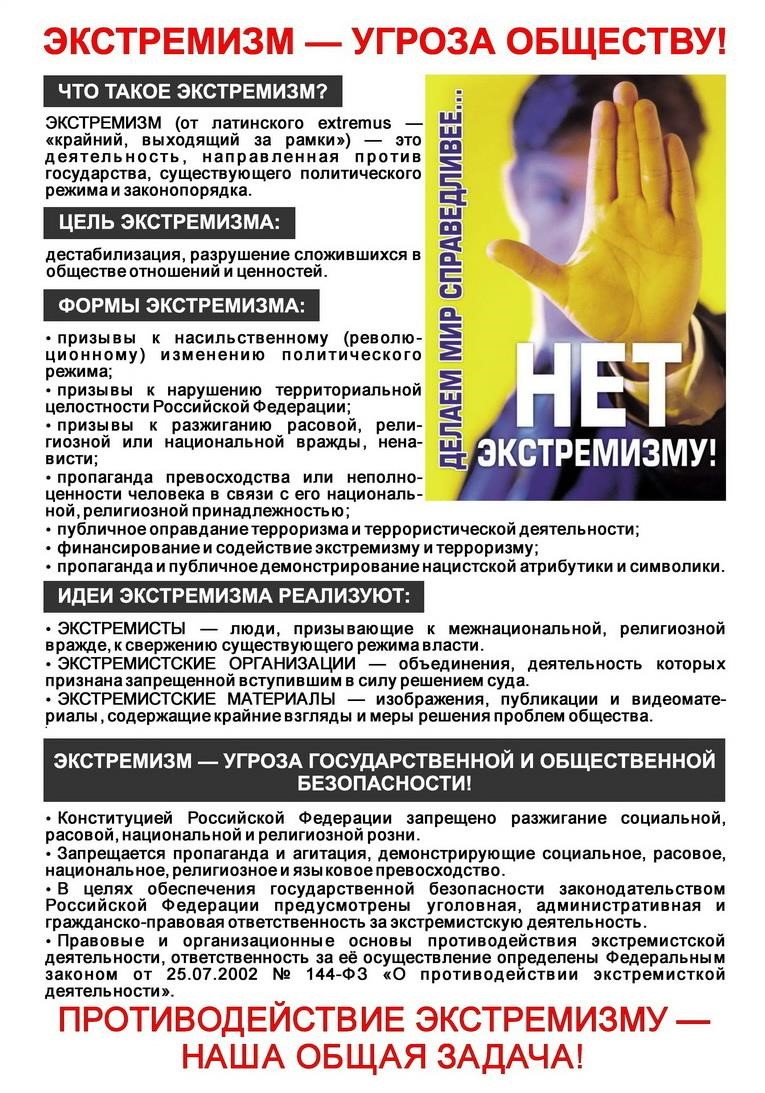 ЭКСТРЕМИЗМ — УГРОЗА ОБЩЕСТВУ!
ЧТО ТАКОЕ ЭКСТРЕМИЗМ?
ЭКСТРЕМИЗМ (от латинского extremus —
«крайний, выходящий за рамки») — это
деятельность, направленная против
государства, существующего политического
режима и законопорядка.
ЦЕЛЬ ЭКСТРЕМИЗМА:
дестабилизация, разрушение сложившихся в
обществе отношений и ценностей.
ФОРМЫ ЭКСТРЕМИЗМА:
• призывы к насильственному (револю-
ционному) изменению политического
режима;
• призывы к нарушению территориальной
целостности Российской Федерации;
• призывы к разжиганию расовой, рели-
гиозной или национальной вражды, нена-
висти;
• пропаганда превосходства или неполно-
ценности человека в связи с его националь-
ной, религиозной принадлежностью;
• публичное оправдание терроризма и террористической деятельности;
• финансирование и содействие экстремизму и терроризму;
• пропаганда и публичное демонстрирование нацистской атрибутики и символики.
ДЕЛАЕМ МИР СПРАВЕДЛИВЕЕ...
НЕТ
ЭКСТРЕМИЗМУ!
ИДЕИ ЭКСТРЕМИЗМА РЕАЛИЗУЮТ:
• ЭКСТРЕМИСТЫ — люди, призывающие к межнациональной, религиозной
вражде, к свержению существующего режима власти.
• ЭКСТРЕМИСТСКИЕ ОРГАНИЗАЦИИ — объединения, деятельность которых
признана запрещенной вступившим в силу решением суда.
• ЭКСТРЕМИСТСКИЕ МАТЕРИАЛЫ — изображения, публикации и видеомате-
риалы, содержащие крайние взгляды и меры решения проблем общества.
ЭКСТРЕМИЗМ — УГРОЗА ГОСУДАРСТВЕННОЙ И ОБЩЕСТВЕННОЙ
БЕЗОПАСНОСТИ!
• Конституцией Российской Федерации запрещено разжигание социальной,
расовой, национальной и религиозной розни.
• Запрещается пропаганда и агитация, демонстрирующие социальное, расовое,
национальное, религиозное и языковое превосходство.
• В целях обеспечения государственной безопасности законодательством
Российской Федерации предусмотрены уголовная, административная и
гражданско-правовая ответственность за экстремистскую деятельность.
• Правовые и организационные основы противодействия экстремистской
деятельности, ответственность за её осуществление определены Федеральным
законом от 25.07.2002 № 144-ФЗ «О противодействии экстремисткой
деятельности».
ПРОТИВОДЕЙСТВИЕ ЭКСТРЕМИЗМУ —
НАША ОБЩАЯ ЗАДАЧА!